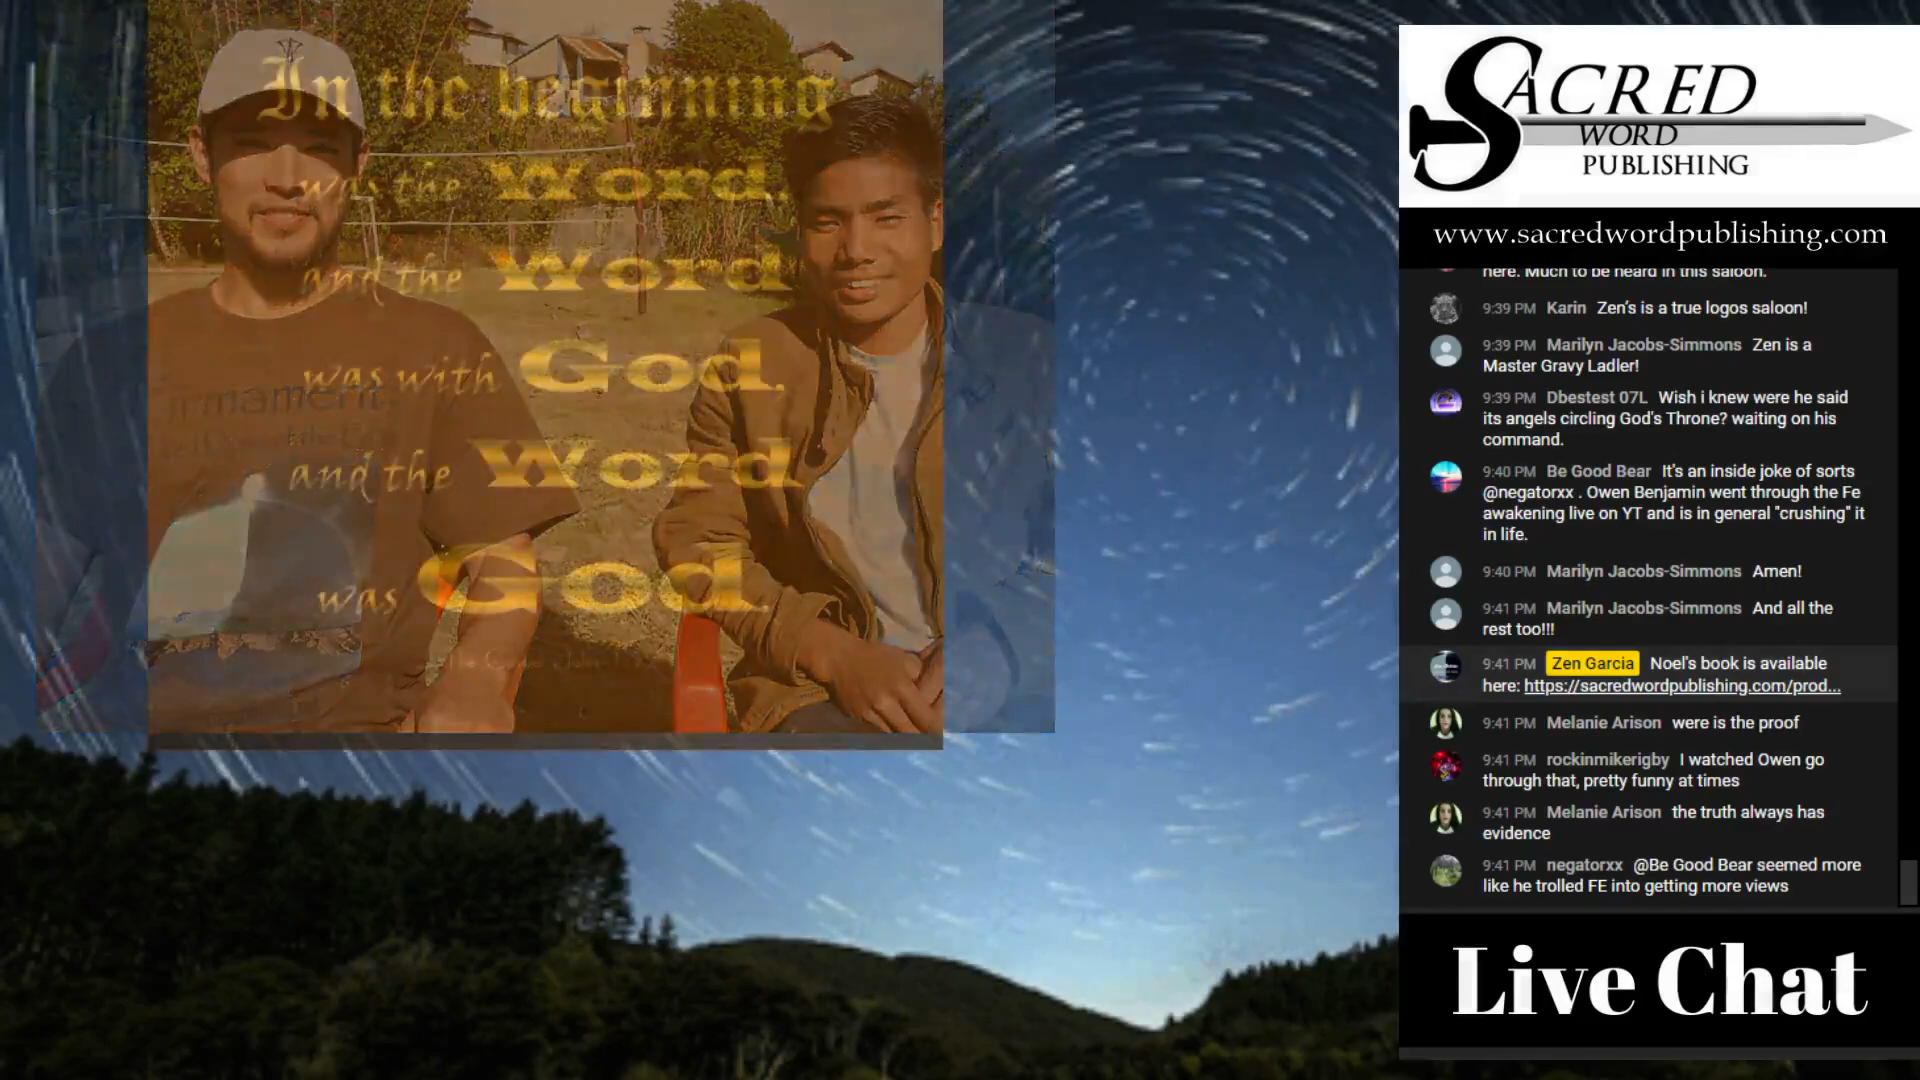 In the beginning
was the Word,
and the Word
was with God,
and the Word
was God.
Firmament
SACRED
WORD
PUBLISHING
www.sacredwordpublishing.com
here. Much to be heard in this saloon.
9:39 PM Karin Zen's is a true logos saloon!
9:39 PM Marilyn Jacobs-Simmons Zen is a
Master Gravy Ladler!
9:39 PM Dbestest 07L Wish i knew were he said
its angels circling God's Throne? waiting on his
command.
9:40 PM Be Good Bear It's an inside joke of sorts
@negatorxx . Owen Benjamin went through the Fe
awakening live on YT and is in general "crushing" it
in life.
9:40 PM Marilyn Jacobs-Simmons Amen!
9:41 PM Marilyn Jacobs-Simmons And all the
rest too!!!
9:41 PM Zen Garcia Noel's book is available
here: https://sacredwordpublishing.com/prod...
9:41 PM Melanie Arison were is the proof
9:41 PM rockinmikerigby I watched Owen go
through that, pretty funny at times
9:41 PM Melanie Arison the truth always has
evidence
9:41 PM negatorxx @Be Good Bear seemed more
like he trolled FE into getting more views
Live Chat